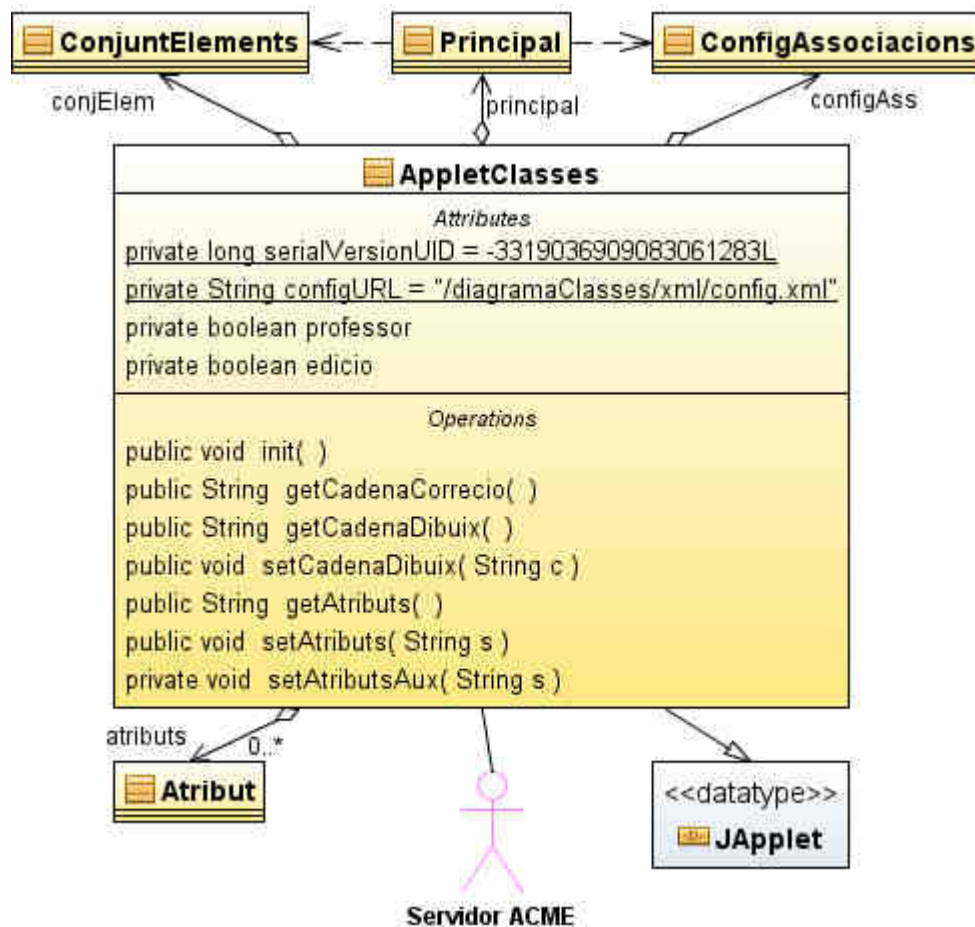 ConjuntElements
Principal
ConfigAssociacions
conjElem
principal
configAss
AppletClasses
Attributes
private long serialVersionUID = -3319036909083061283L
private String configURL = "/diagramaClasses/xml/config.xml"
private boolean professor
private boolean edicio
Operations
public void init( )
public String getCadenaCorrecio( )
public String getCadenaDibuix( )
public void setCadenaDibuix( String c )
public String getAtributs( )
public void setAtributs( String s )
private void setAtributsAux( String s )
atributs
0..*
Atribut
<<datatype>>
JApplet
Servidor ACME